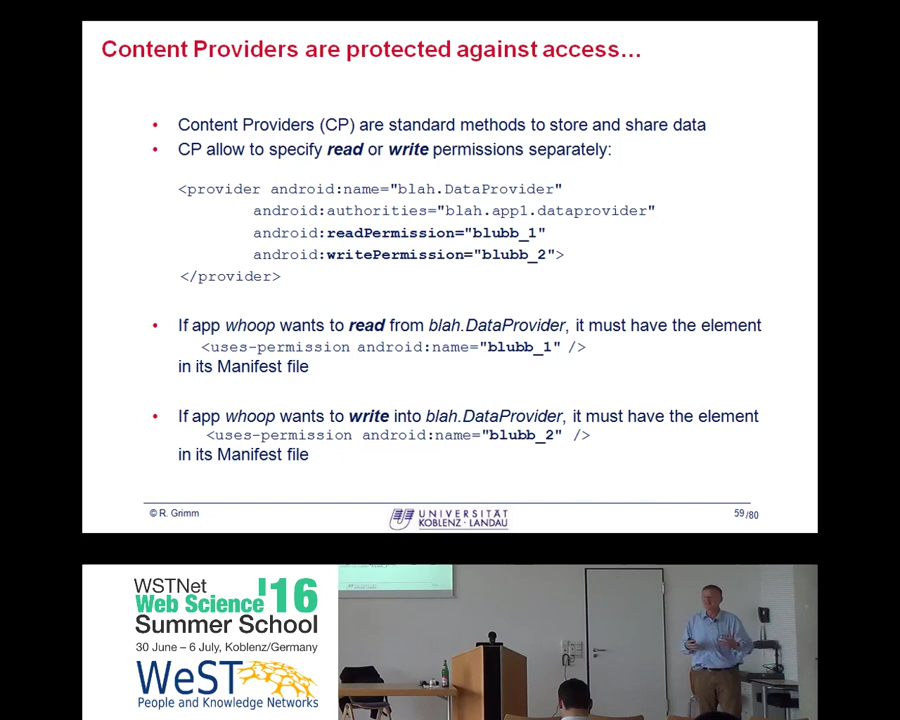 Content Providers are protected against access…
• Content Providers (CP) are standard methods to store and share data
• CP allow to specify read or write permissions separately:
<provider android:name="blah.DataProvider"
android:authorities="blah.app1.dataprovider"
android:readPermission="blubb_1"
android:writePermission="blubb_2">
</provider>
• If app whoop wants to read from blah.DataProvider, it must have the element
<uses-permission android:name="blubb_1" />
in its Manifest file
• If app whoop wants to write into blah.DataProvider, it must have the element
<uses-permission android:name="blubb_2" />
in its Manifest file
© R. Grimm
UNIVERSITÄT
KOBLENZ · LANDAU
59/80
WSTNet
Web Science '16
Summer School
30 June – 6 July, Koblenz/Germany
WeST
People and Knowledge Networks